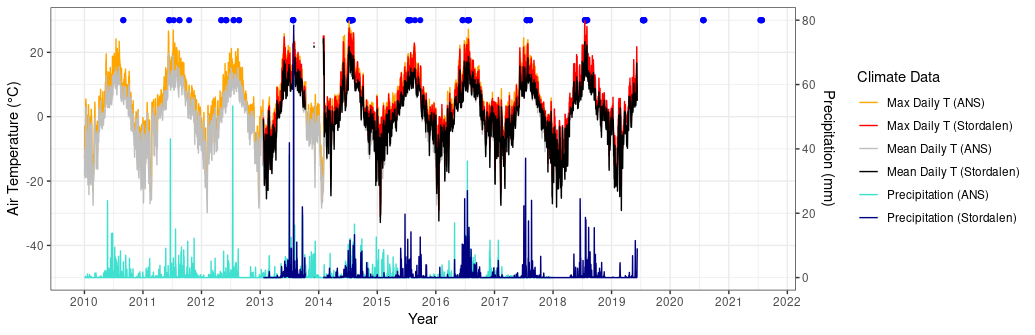 20
0
-20
-40
Air Temperature (°C)
80
60
40
20
0
Precipitation (mm)
2010 2011 2012 2013 2014 2015 2016 2017 2018 2019 2020 2021 2022
Year
Climate Data
Max Daily T (ANS)
Max Daily T (Stordalen)
Mean Daily T (ANS)
Mean Daily T (Stordalen)
Precipitation (ANS)
Precipitation (Stordalen)